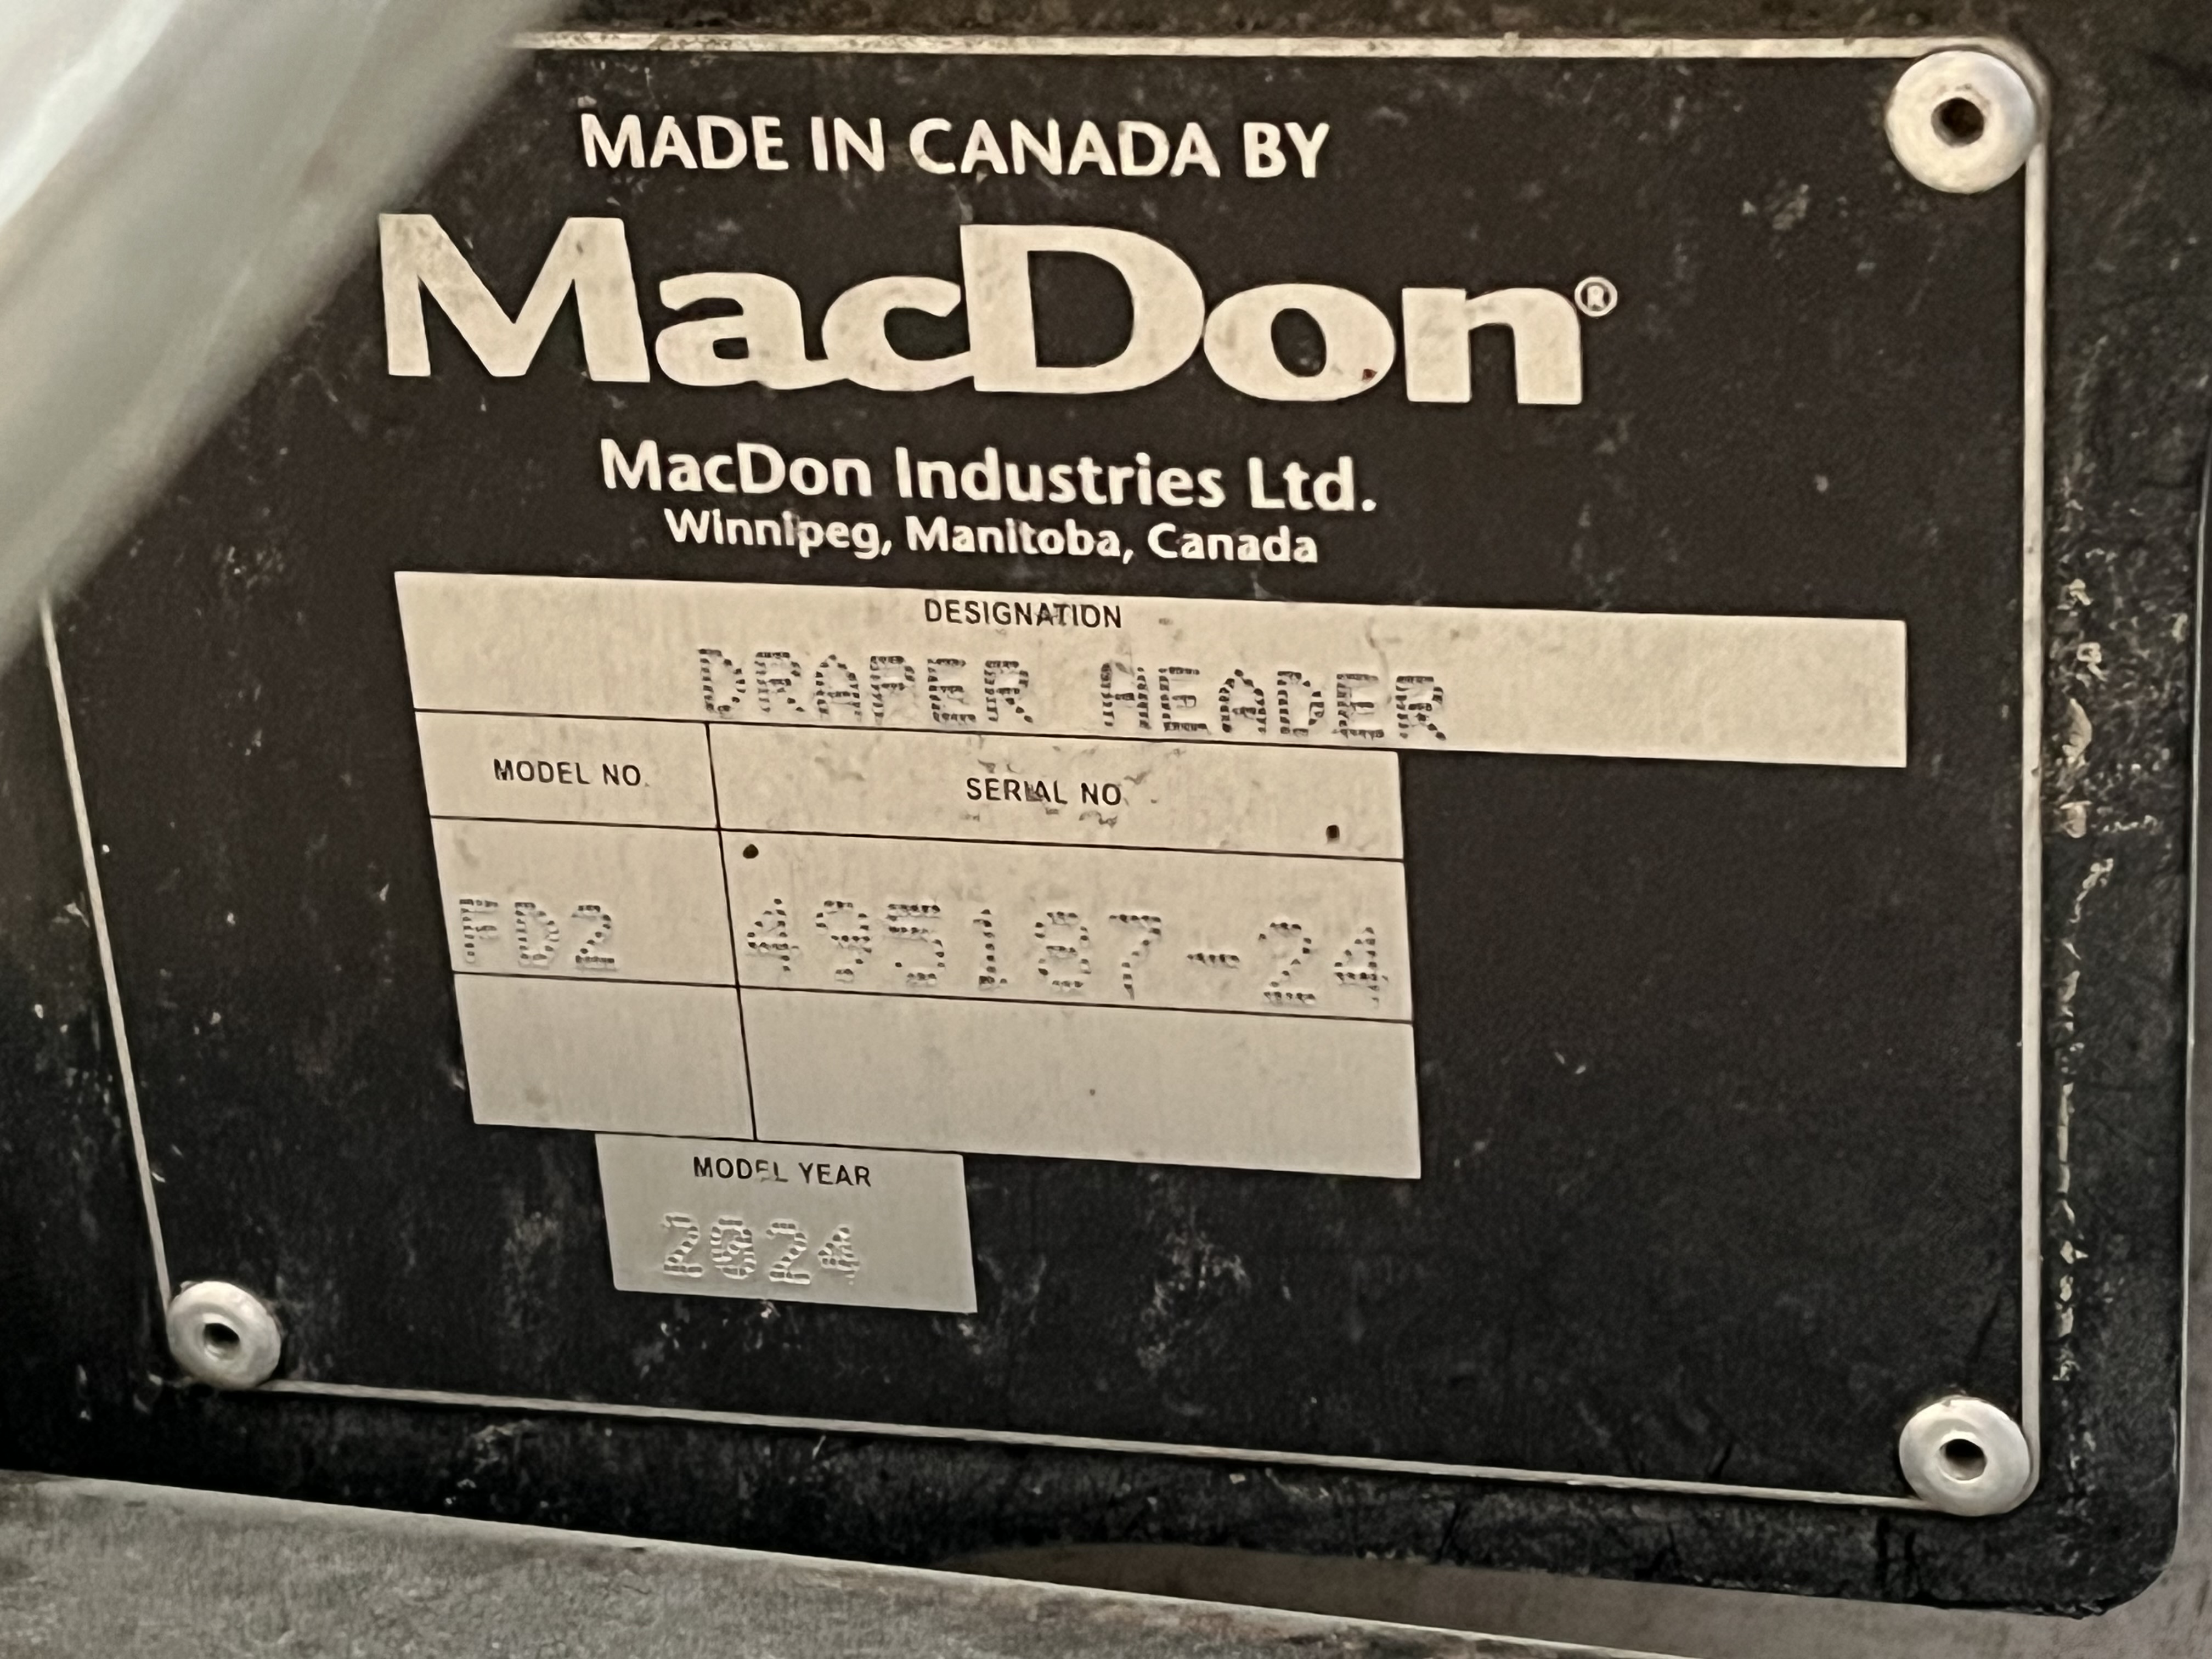 MADE IN CANADA BY
MacDon®
MacDon Industries Ltd.
Winnipeg, Manitoba, Canada
DESIGNATION
DRAPER HEADER
MODEL NO. SERIAL NO.
FD2 495187-24
MODEL YEAR
2024